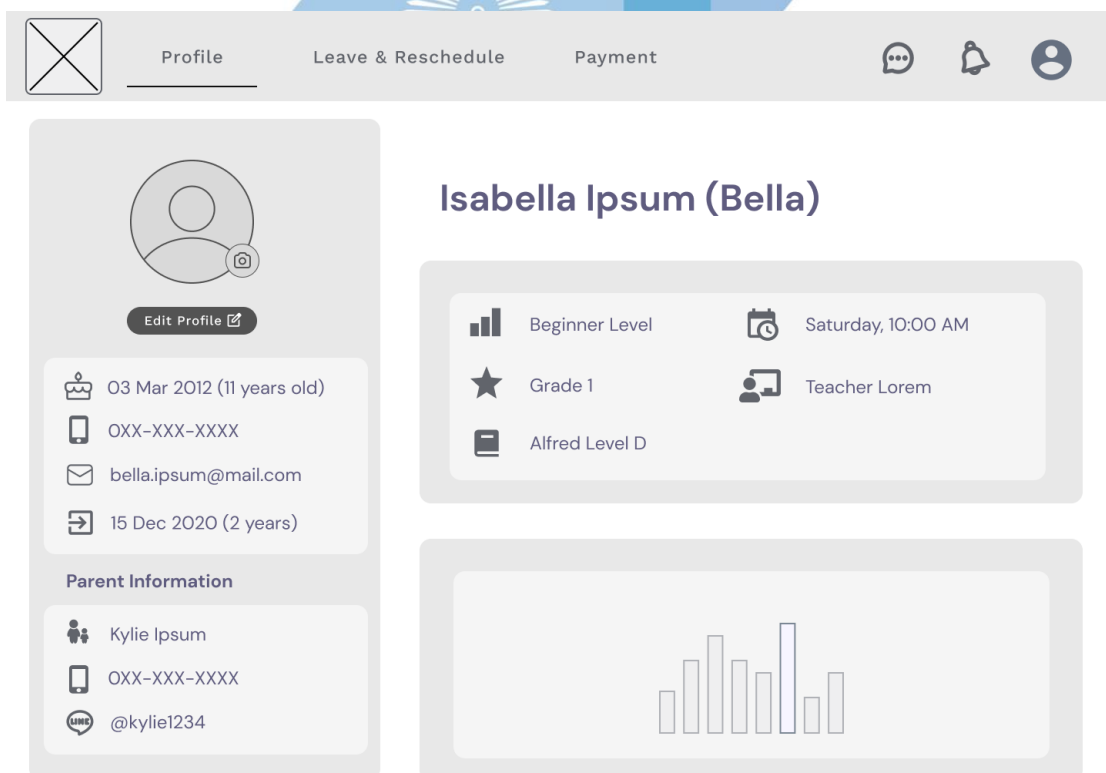 Profile
Leave & Reschedule
Payment
Edit Profile
03 Mar 2012 (11 years old)
0XX-XXX-XXXX
bella.ipsum@mail.com
15 Dec 2020 (2 years)
Parent Information
Kylie Ipsum
0XX-XXX-XXXX
LINE
@kylie1234
Isabella Ipsum (Bella)
Beginner Level
Saturday, 10:00 AM
Grade 1
Teacher Lorem
Alfred Level D